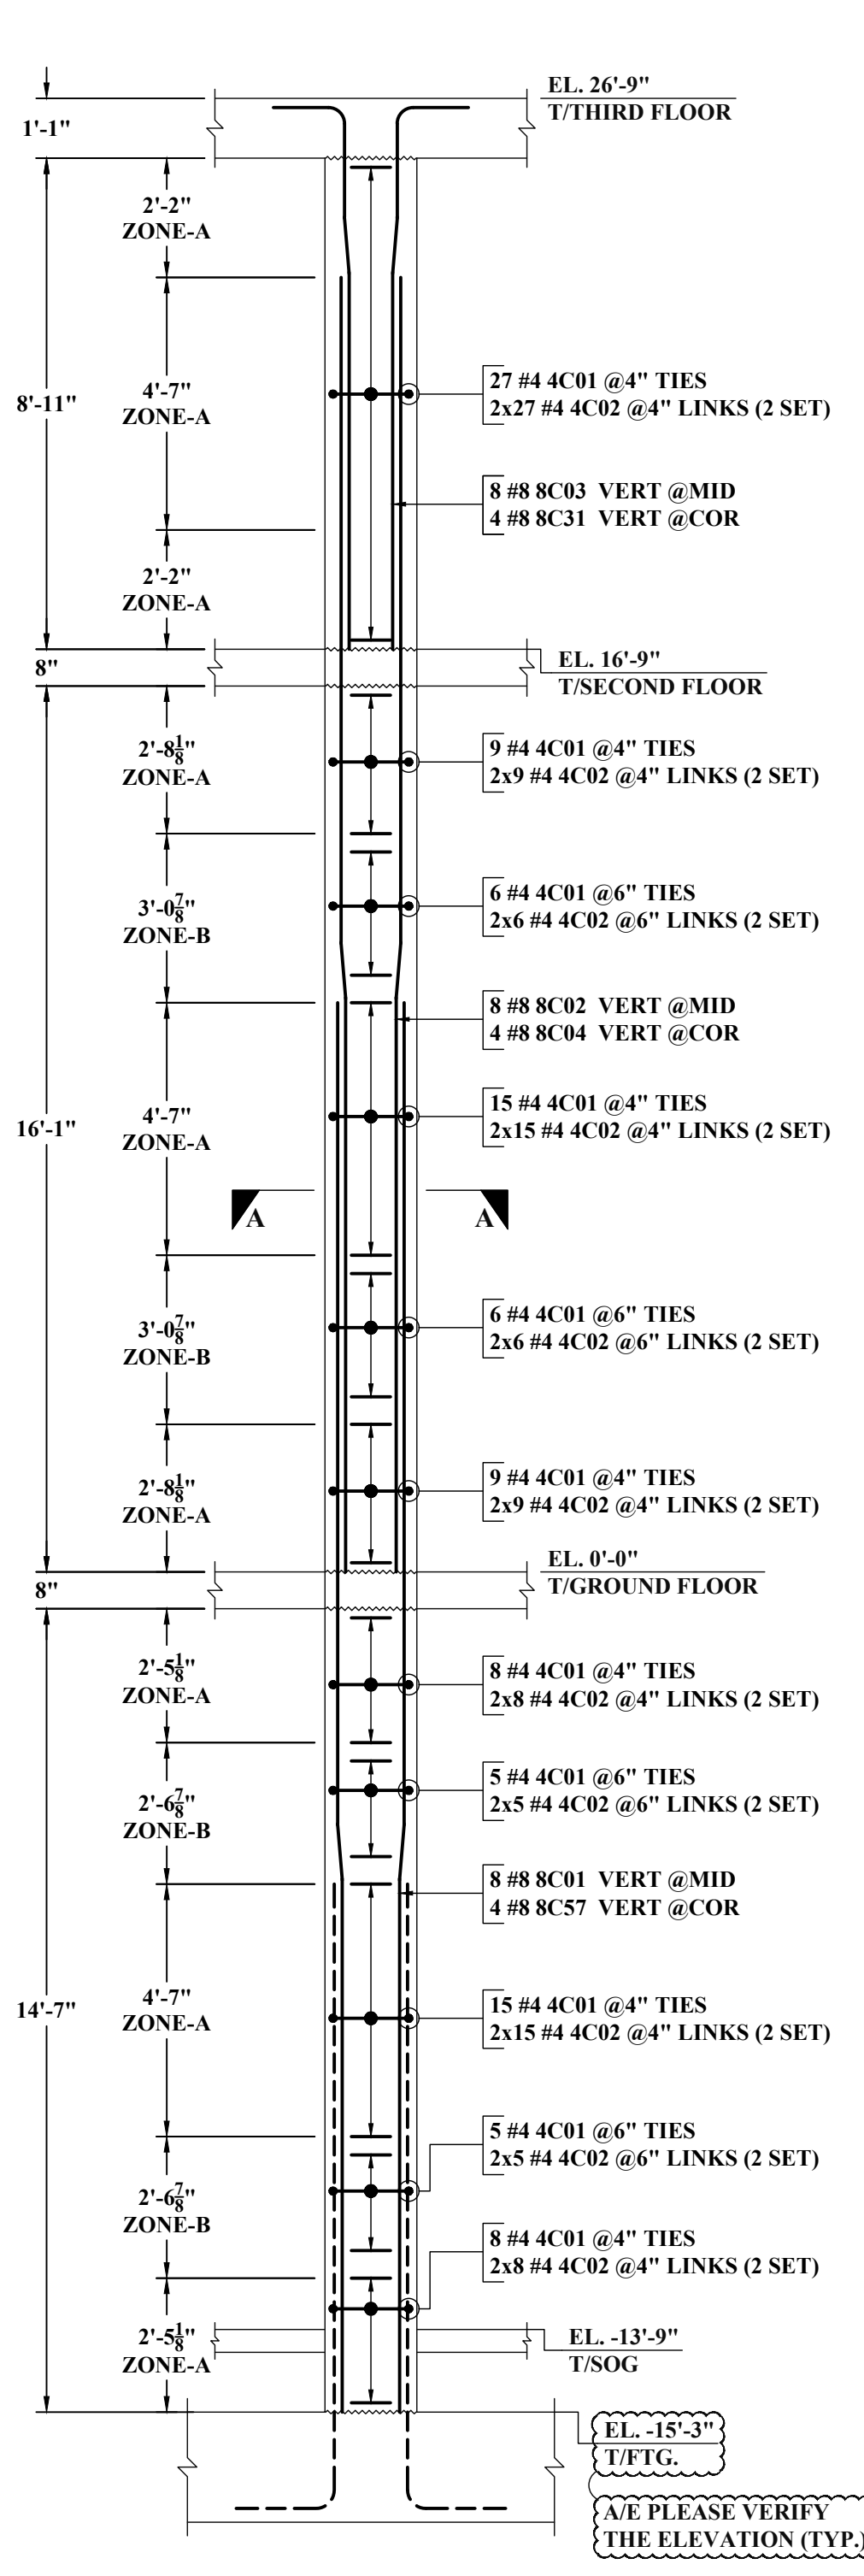 EL. 26'-9"
T/THIRD FLOOR
1'-1"
2'-2"
ZONE-A
8'-11"
4'-7"
ZONE-A
27 #4 4C01 @4" TIES
2x27 #4 4C02 @4" LINKS (2 SET)
8 #8 8C03 VERT @MID
4 #8 8C31 VERT @COR
2'-2"
ZONE-A
8"
EL. 16'-9"
T/SECOND FLOOR
2'-8⅛"
ZONE-A
9 #4 4C01 @4" TIES
2x9 #4 4C02 @4" LINKS (2 SET)
3'-0⅞"
ZONE-B
6 #4 4C01 @6" TIES
2x6 #4 4C02 @6" LINKS (2 SET)
8 #8 8C02 VERT @MID
4 #8 8C04 VERT @COR
16'-1"
4'-7"
ZONE-A
15 #4 4C01 @4" TIES
2x15 #4 4C02 @4" LINKS (2 SET)
A A
3'-0⅞"
ZONE-B
6 #4 4C01 @6" TIES
2x6 #4 4C02 @6" LINKS (2 SET)
2'-8⅛"
ZONE-A
9 #4 4C01 @4" TIES
2x9 #4 4C02 @4" LINKS (2 SET)
8"
EL. 0'-0"
T/GROUND FLOOR
2'-5⅛"
ZONE-A
8 #4 4C01 @4" TIES
2x8 #4 4C02 @4" LINKS (2 SET)
2'-6⅞"
ZONE-B
5 #4 4C01 @6" TIES
2x5 #4 4C02 @6" LINKS (2 SET)
8 #8 8C01 VERT @MID
4 #8 8C57 VERT @COR
14'-7"
4'-7"
ZONE-A
15 #4 4C01 @4" TIES
2x15 #4 4C02 @4" LINKS (2 SET)
2'-6⅞"
ZONE-B
5 #4 4C01 @6" TIES
2x5 #4 4C02 @6" LINKS (2 SET)
8 #4 4C01 @4" TIES
2x8 #4 4C02 @4" LINKS (2 SET)
2'-5⅛"
ZONE-A
EL. -13'-9"
T/SOG
EL. -15'-3"
T/FTG.
A/E PLEASE VERIFY
THE ELEVATION (TYP.)